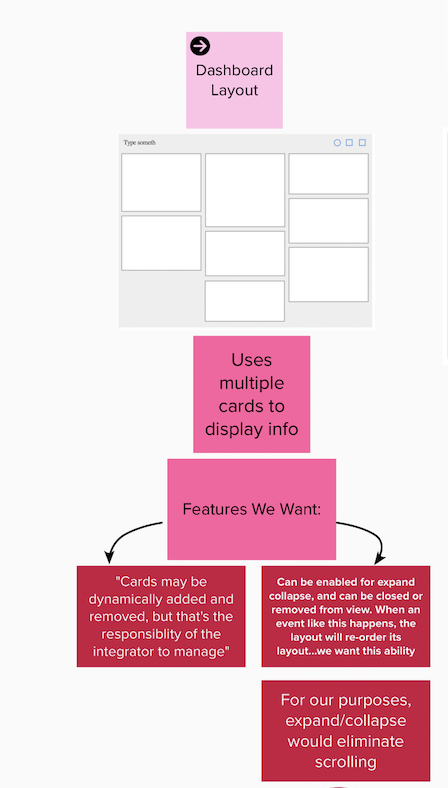 Dashboard
Layout
Type someth
Uses
multiple
cards to
display info
Features We Want:
"Cards may be
dynamically added and
removed, but that's the
responsiblity of the
integrator to manage"
Can be enabled for expand
collapse, and can be closed or
removed from view. When an
event like this happens, the
layout will re-order its
layout...we want this ability
For our purposes,
expand/collapse
would eliminate
scrolling